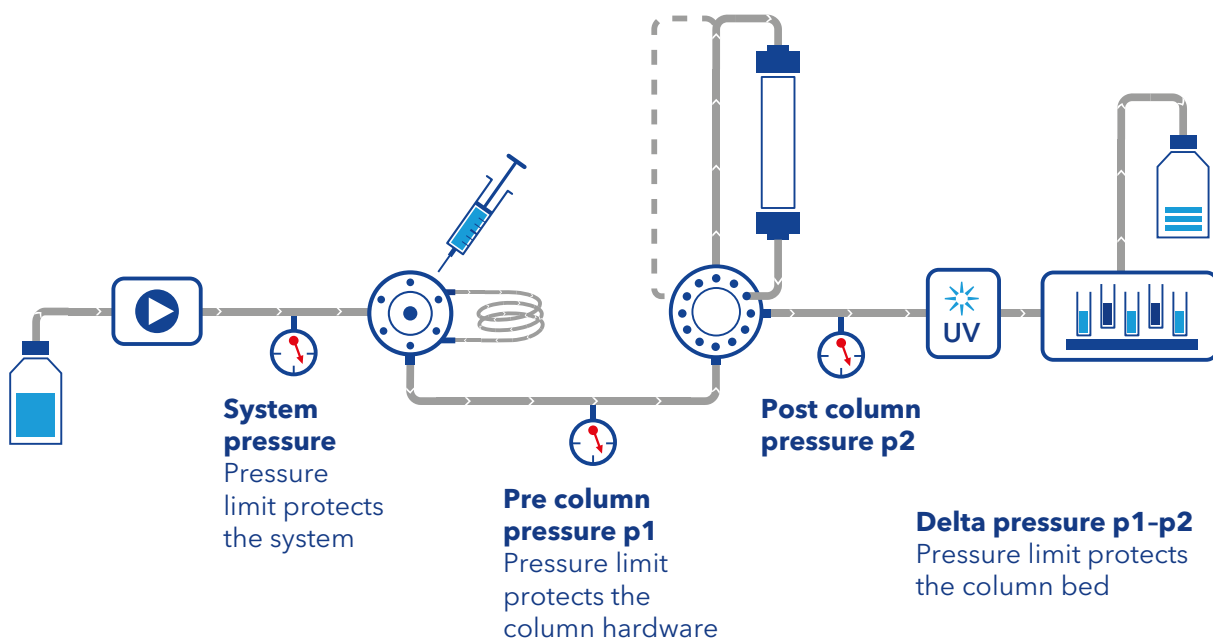 UV
System
pressure
Pressure
limit protects
the system
Pre column
pressure p1
Pressure limit
protects the
column hardware
Post column
pressure p2
Delta pressure p1–p2
Pressure limit protects
the column bed